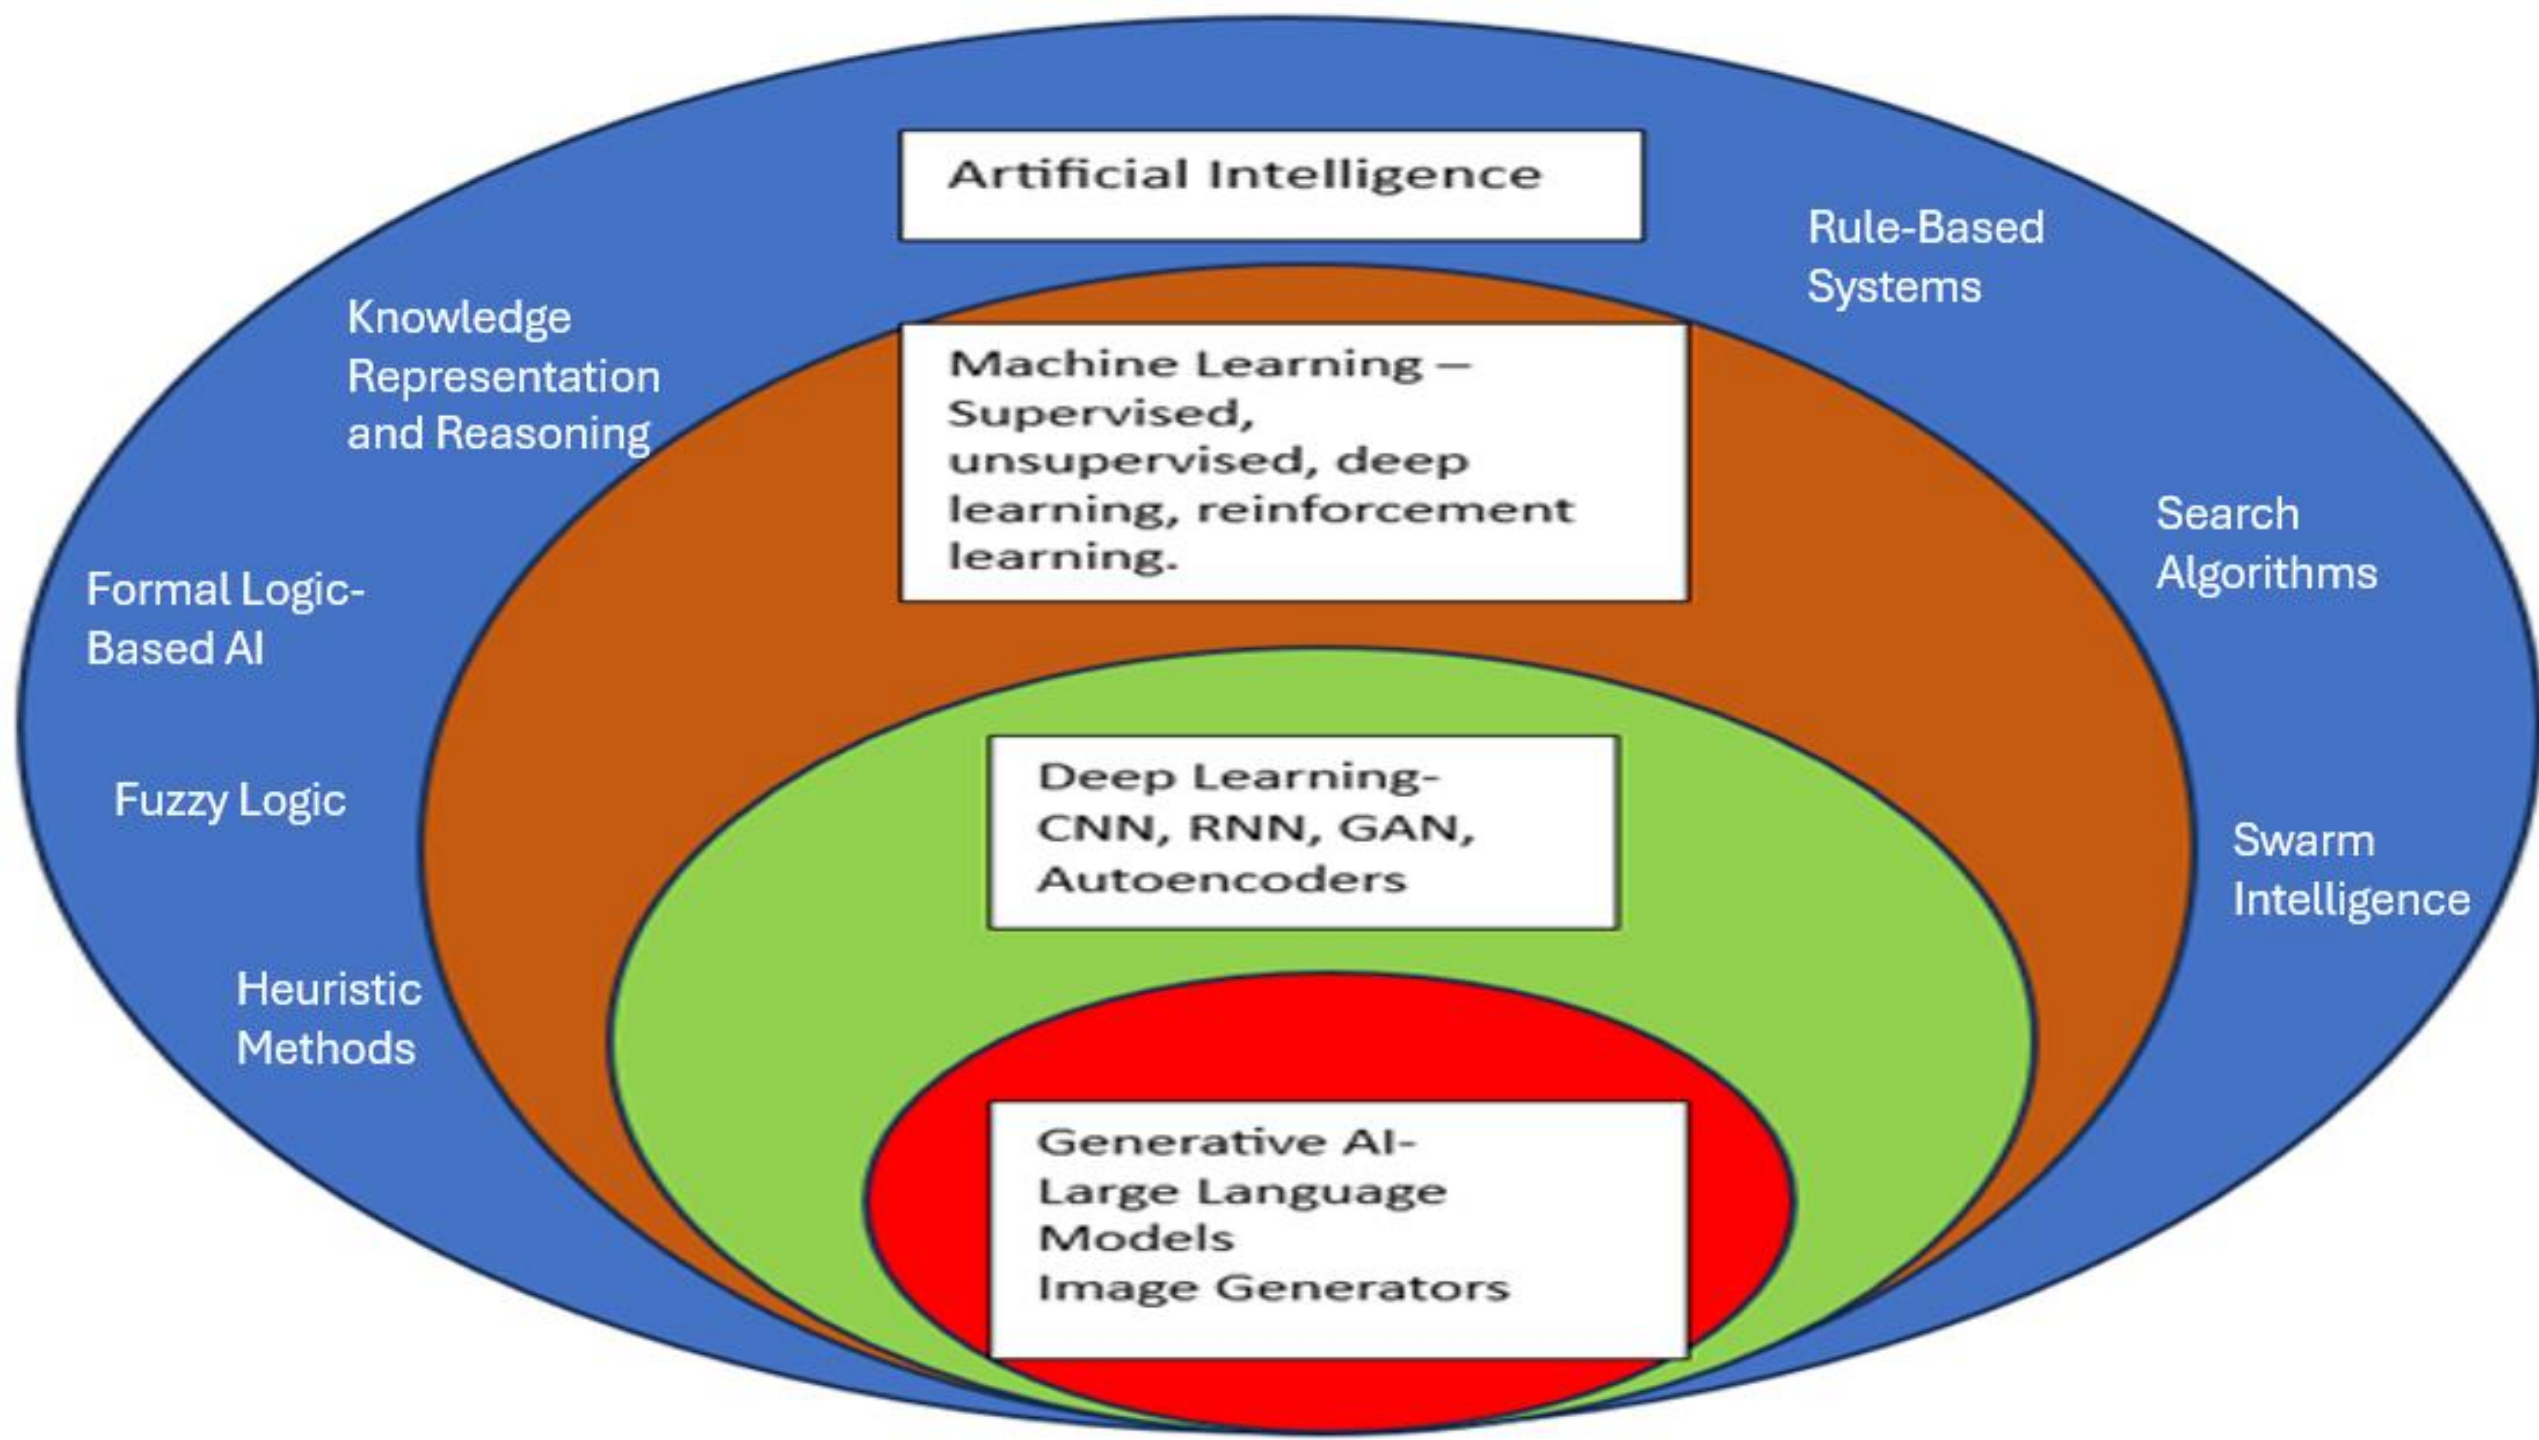 Artificial Intelligence
Rule-Based
Systems
Knowledge
Representation
and Reasoning
Machine Learning –
Supervised,
unsupervised, deep
learning, reinforcement
learning.
Search
Algorithms
Formal Logic-
Based AI
Fuzzy Logic
Deep Learning-
CNN, RNN, GAN,
Autoencoders
Swarm
Intelligence
Heuristic
Methods
Generative AI-
Large Language
Models
Image Generators